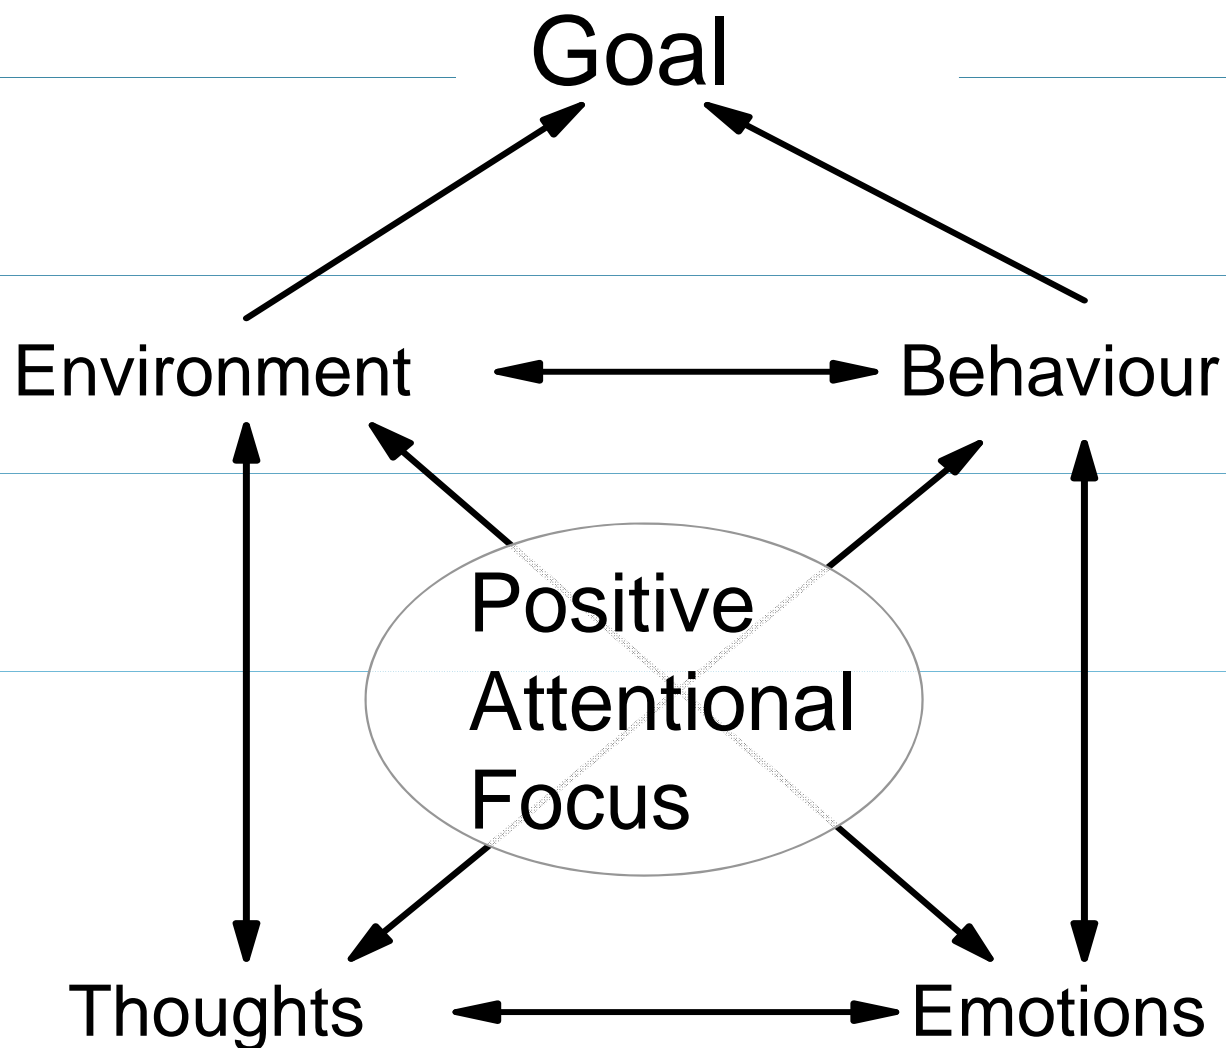 Goal
Environment
Behaviour
Positive
Attentional
Focus
Thoughts
Emotions